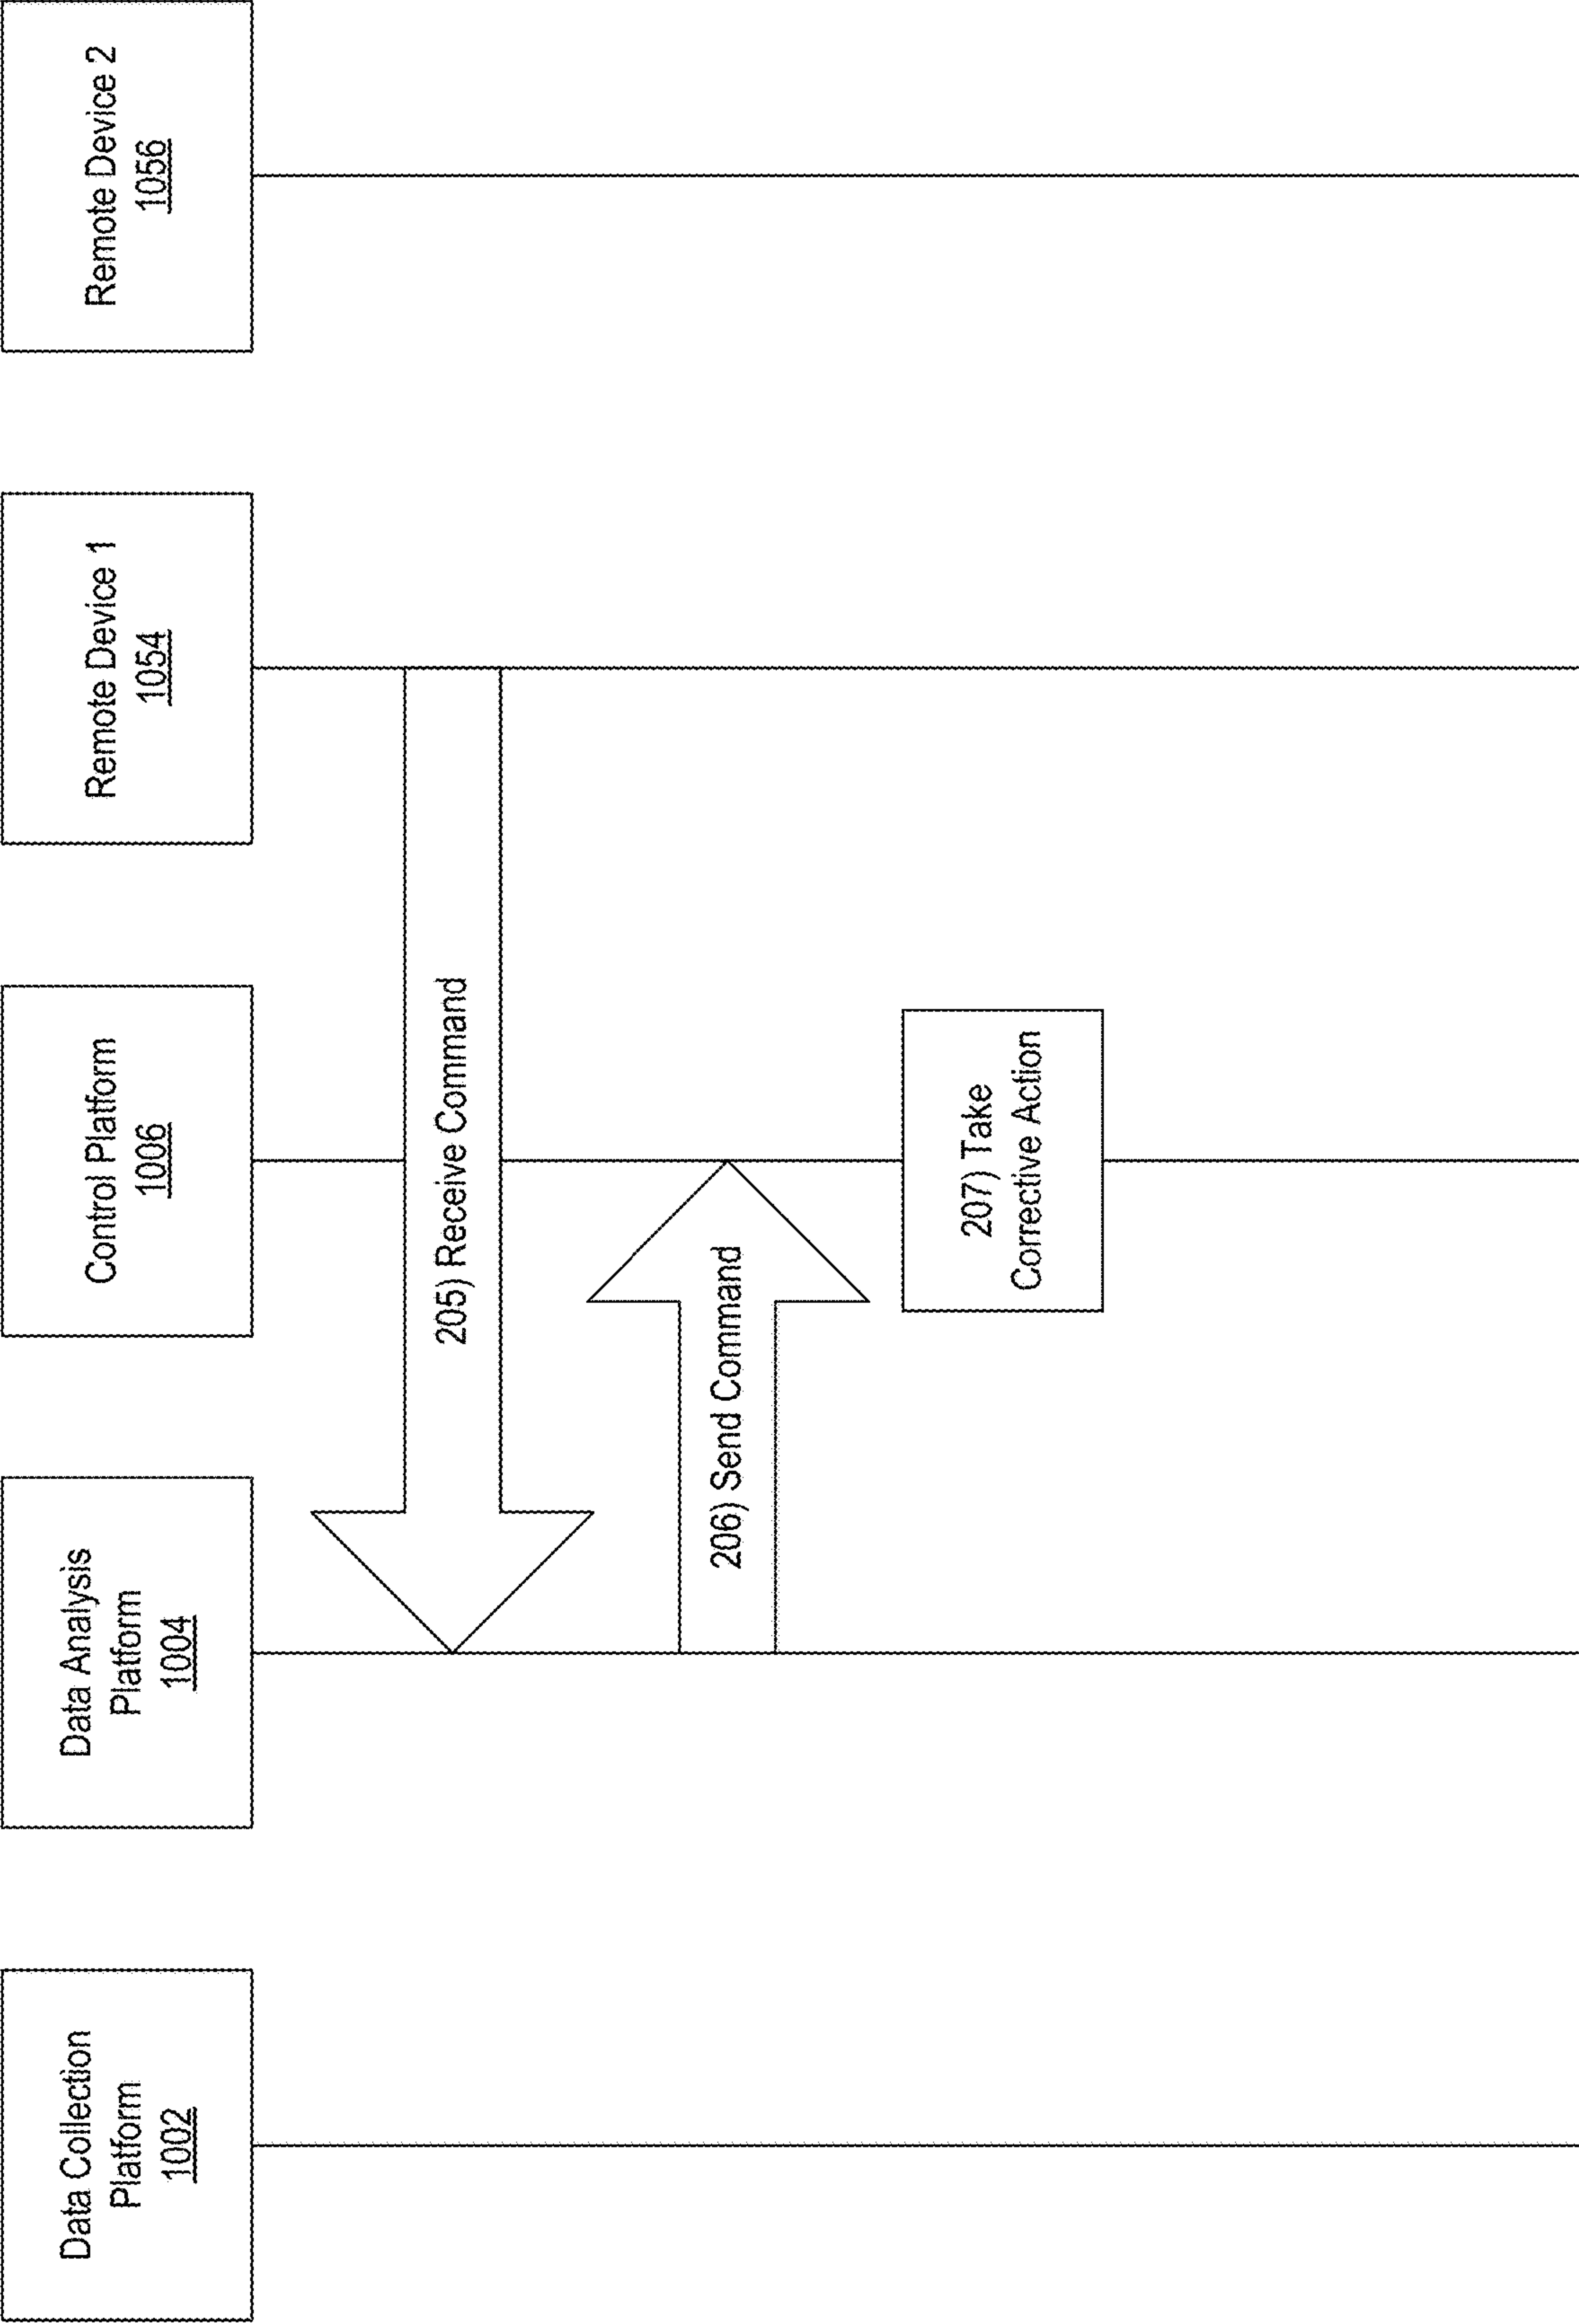 Data Collection
Platform
1002
Data Analysis
Platform
1004
Control Platform
1006
Remote Device 1
1054
Remote Device 2
1056
205) Receive Command
206) Send Command
207) Take
Corrective Action